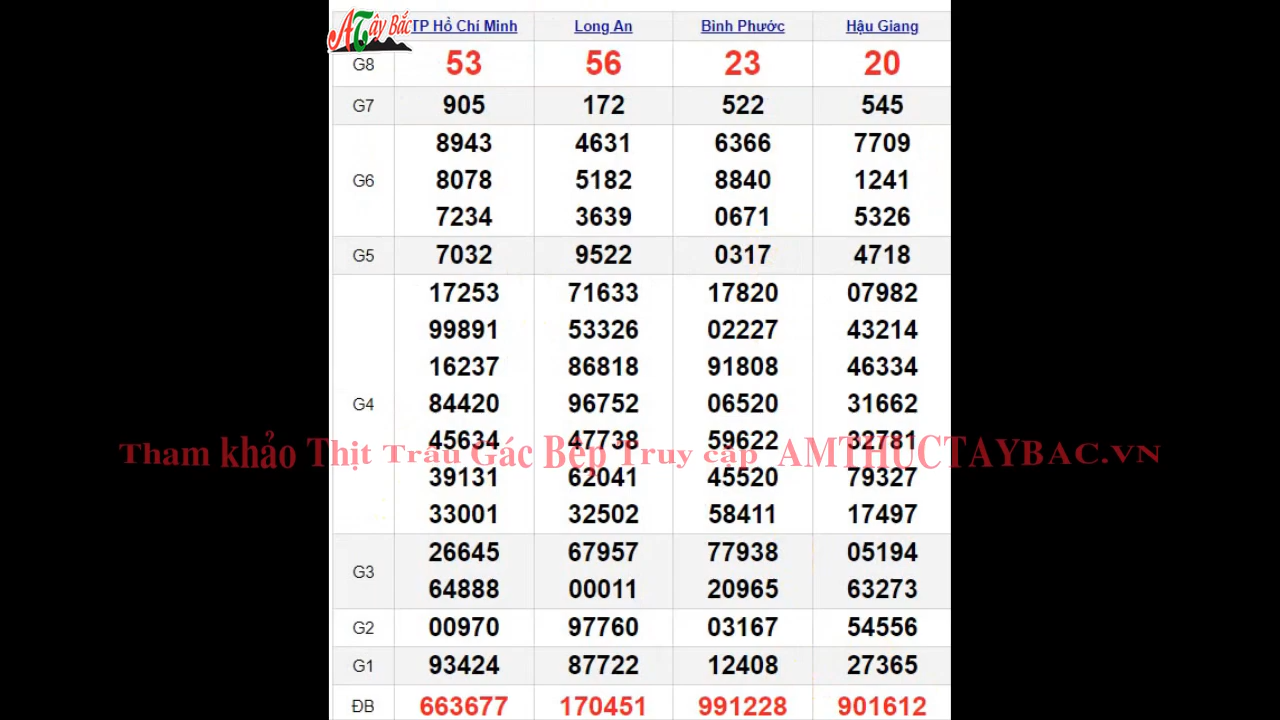 ATây Bắc
TP Hồ Chí Minh Long An Bình Phước Hậu Giang
G8 53 56 23 20
G7 905 172 522 545
8943 4631 6366 7709
G6 8078 5182 8840 1241
7234 3639 0671 5326
G5 7032 9522 0317 4718
17253 71633 17820 07982
99891 53326 02227 43214
16237 86818 91808 46334
G4 84420 96752 06520 31662
45634 47738 59622 32781
Tham khảo Thịt Trâu Gác Bếp Truy cập AMTHUCTAYBAC.VN
39131 62041 45520 79327
33001 32502 58411 17497
G3 26645 67957 77938 05194
64888 00011 20965 63273
G2 00970 97760 03167 54556
G1 93424 87722 12408 27365
ĐB 663677 170451 991228 901612